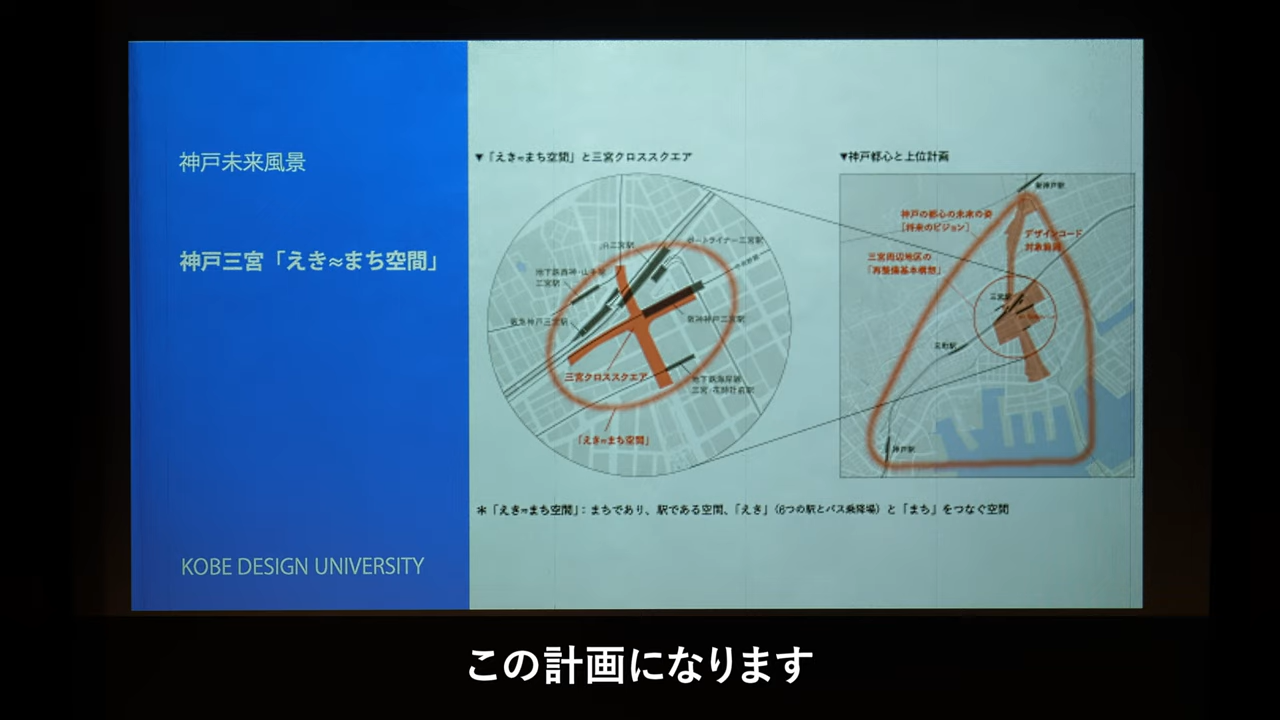 神戸未来風景
神戸三宮「えき≈まち空間」
KOBE DESIGN UNIVERSITY
▼「えき≈まち空間」と三宮クロススクエア
JR三宮駅
ポートライナー三宮駅
地下鉄西神・山手線
三宮駅
阪急神戸三宮駅
阪神神戸三宮駅
三宮クロススクエア
地下鉄海岸線
三宮・花時計前駅
「えき≈まち空間」
▼神戸都心と上位計画
新神戸駅
神戸の都心の未来の姿
[将来のビジョン]
デザインコード
対象範囲
三宮周辺地区の
「再整備基本構想」
三宮駅
元町駅
神戸駅
＊「えき≈まち空間」：まちであり、駅である空間、「えき」（6つの駅とバス乗降場）と「まち」をつなぐ空間
この計画になります